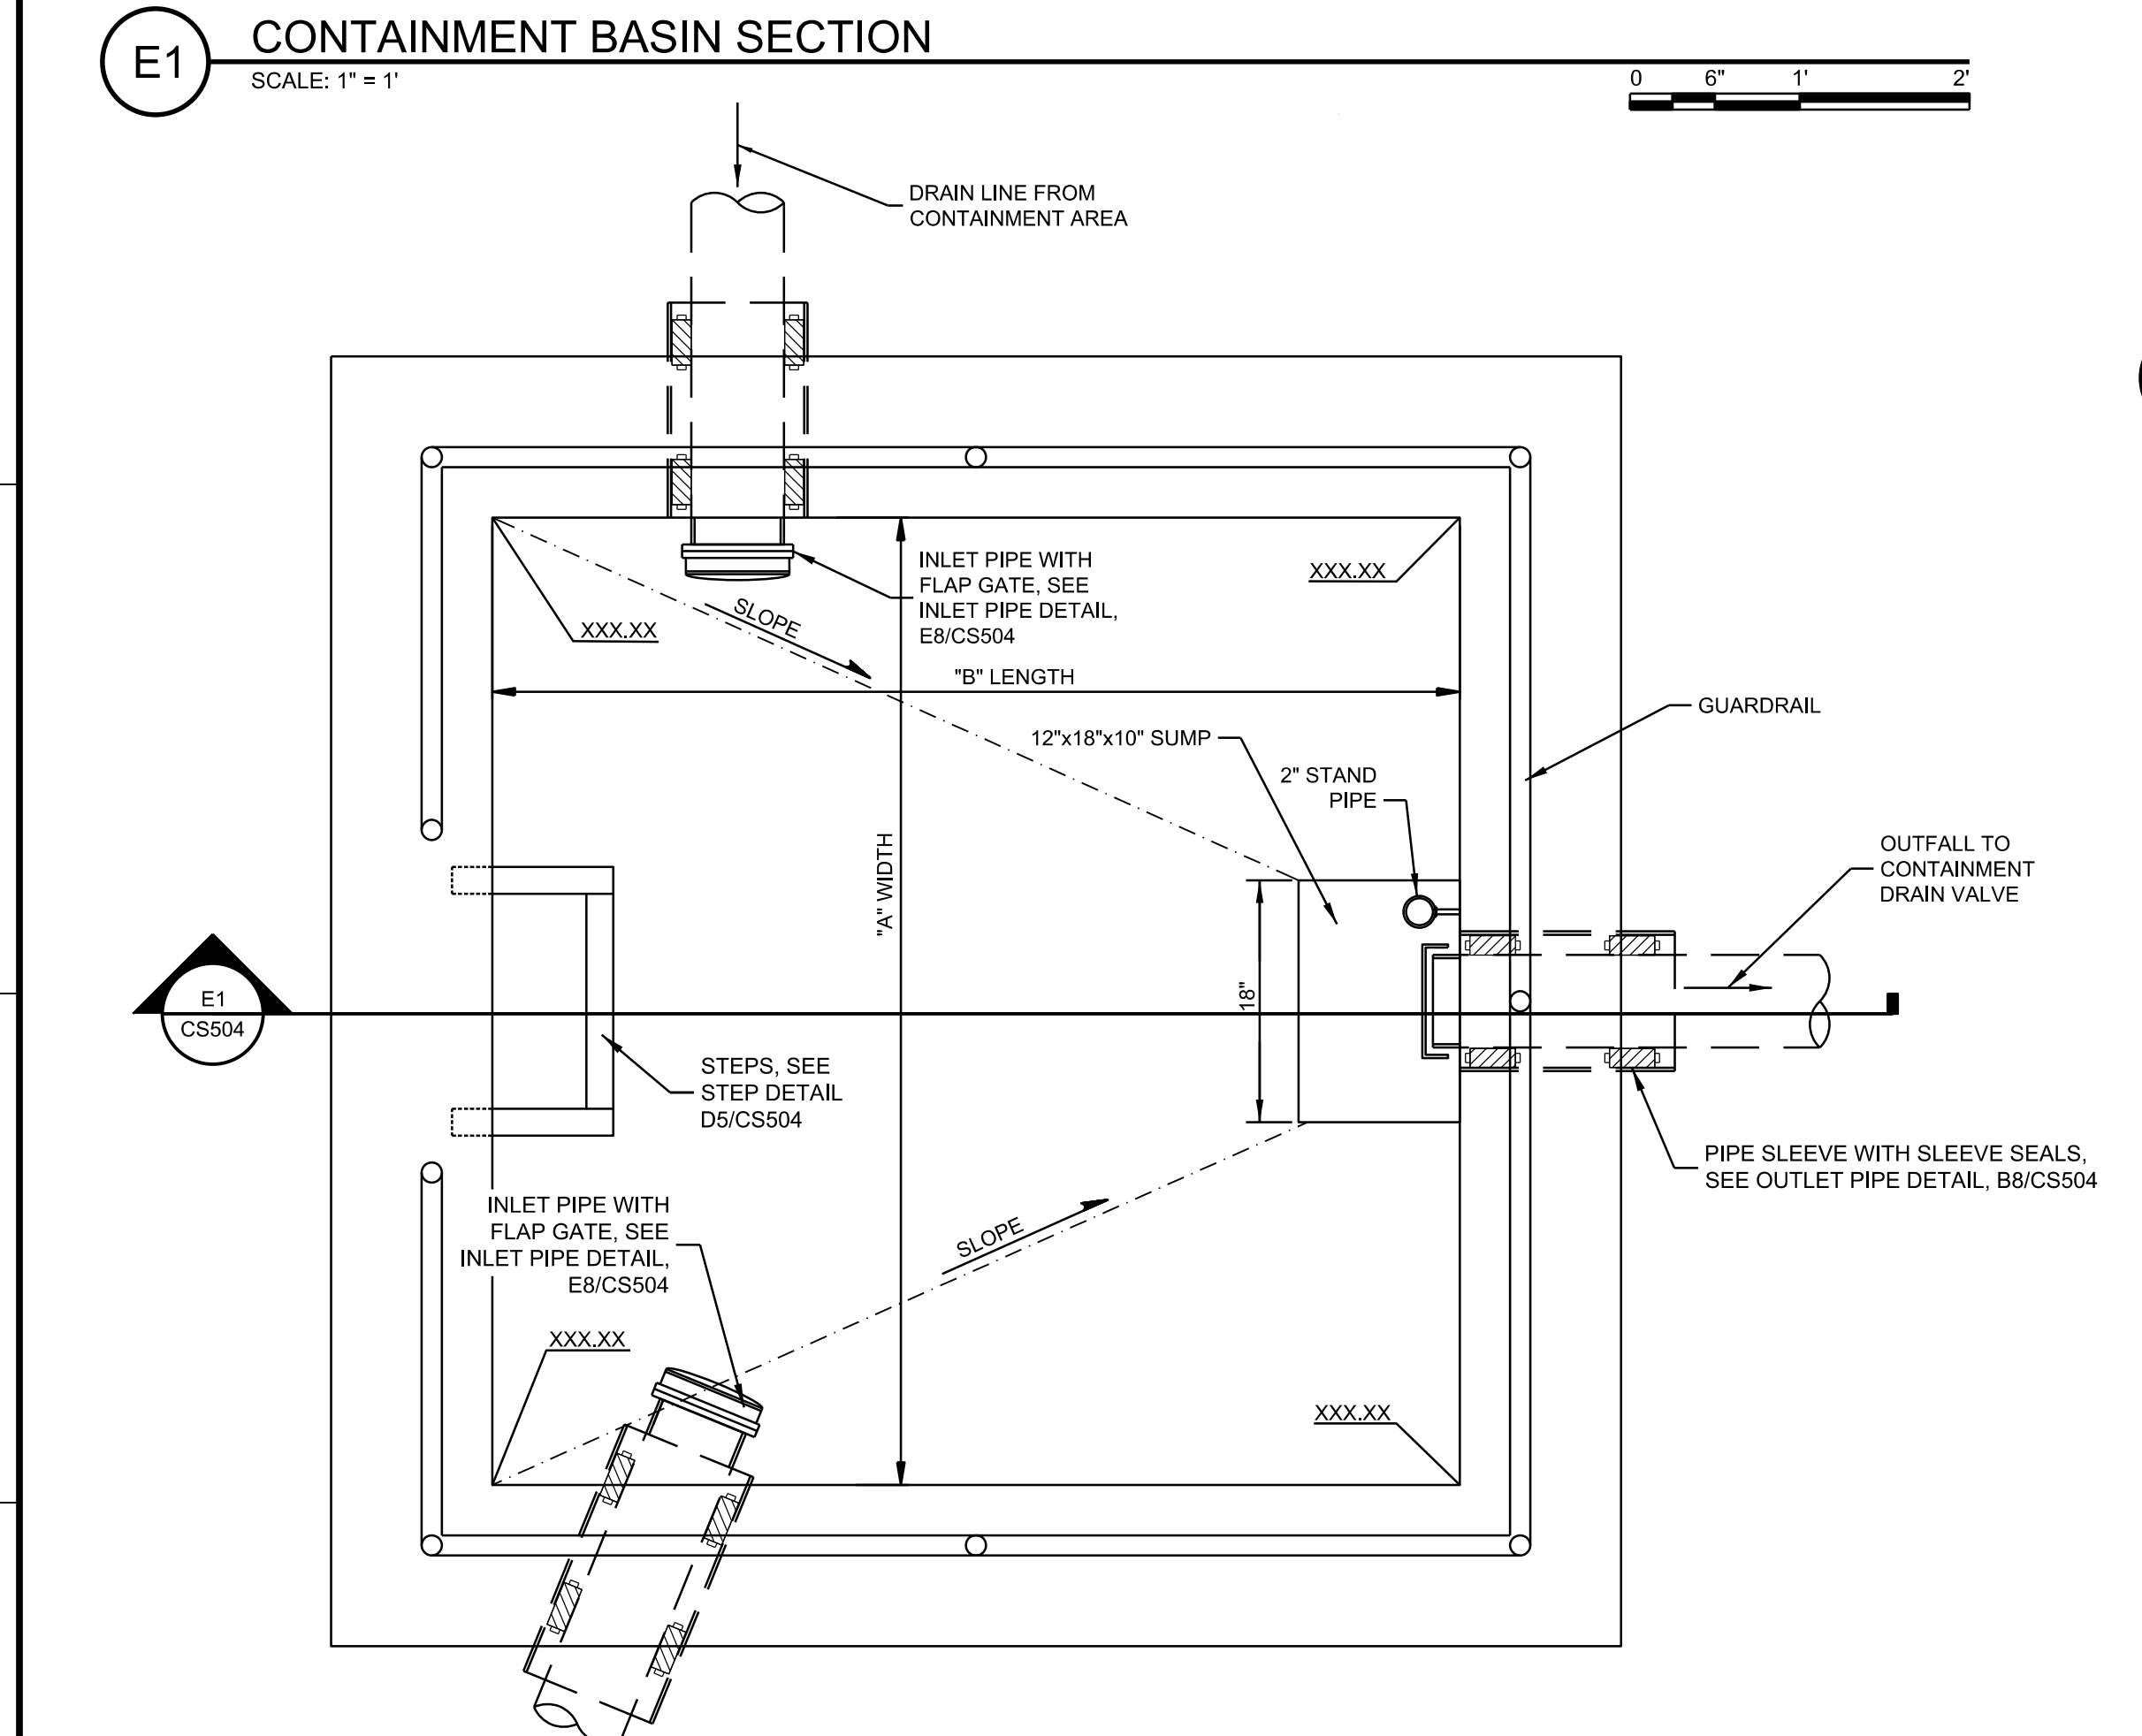 E1
CONTAINMENT BASIN SECTION
SCALE: 1" = 1'
0 6" 1' 2'
DRAIN LINE FROM
CONTAINMENT AREA
INLET PIPE WITH
FLAP GATE, SEE
INLET PIPE DETAIL,
E8/CS504
XXX.XX
XXX.XX
SLOPE
"B" LENGTH
GUARDRAIL
12"x18"x10" SUMP
2" STAND
PIPE
"A" WIDTH
OUTFALL TO
CONTAINMENT
DRAIN VALVE
18"
E1
CS504
STEPS, SEE
STEP DETAIL
D5/CS504
PIPE SLEEVE WITH SLEEVE SEALS,
SEE OUTLET PIPE DETAIL, B8/CS504
INLET PIPE WITH
FLAP GATE, SEE
INLET PIPE DETAIL,
E8/CS504
SLOPE
XXX.XX
XXX.XX